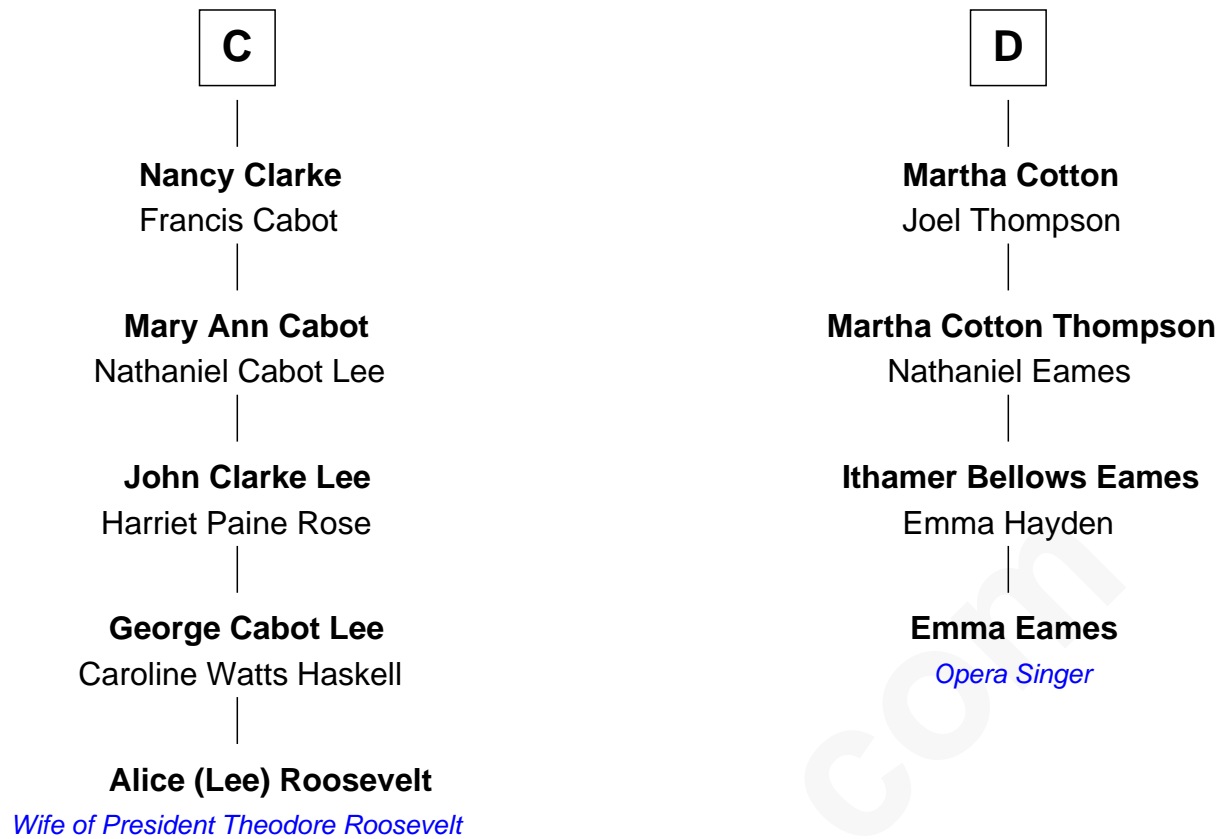 C
Nancy Clarke
Francis Cabot
Mary Ann Cabot
Nathaniel Cabot Lee
John Clarke Lee
Harriet Paine Rose
George Cabot Lee
Caroline Watts Haskell
Alice (Lee) Roosevelt
Wife of President Theodore Roosevelt
D
Martha Cotton
Joel Thompson
Martha Cotton Thompson
Nathaniel Eames
Ithamer Bellows Eames
Emma Hayden
Emma Eames
Opera Singer
com